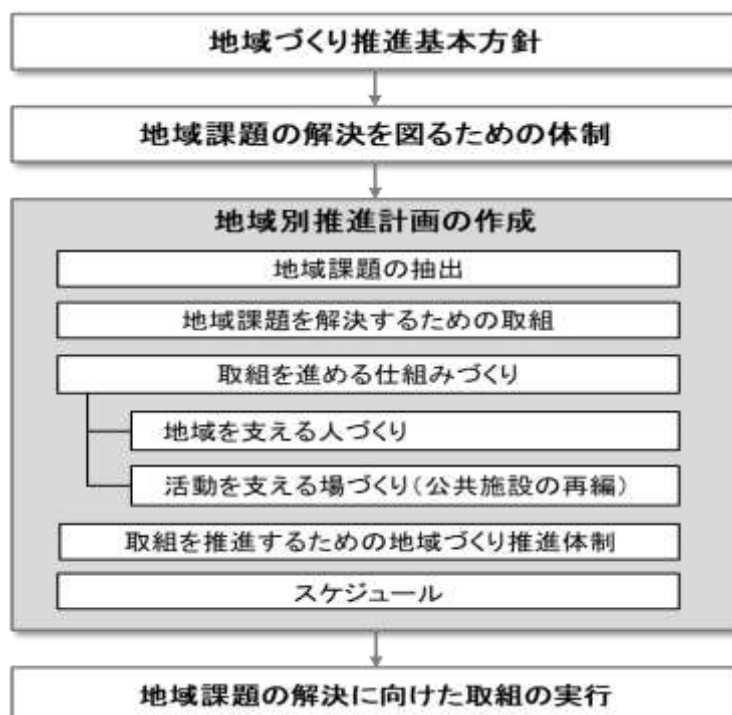 地域づくり推進基本方針
地域課題の解決を図るための体制
地域別推進計画の作成
地域課題の抽出
地域課題を解決するための取組
取組を進める仕組みづくり
地域を支える人づくり
活動を支える場づくり(公共施設の再編)
取組を推進するための地域づくり推進体制
スケジュール
地域課題の解決に向けた取組の実行